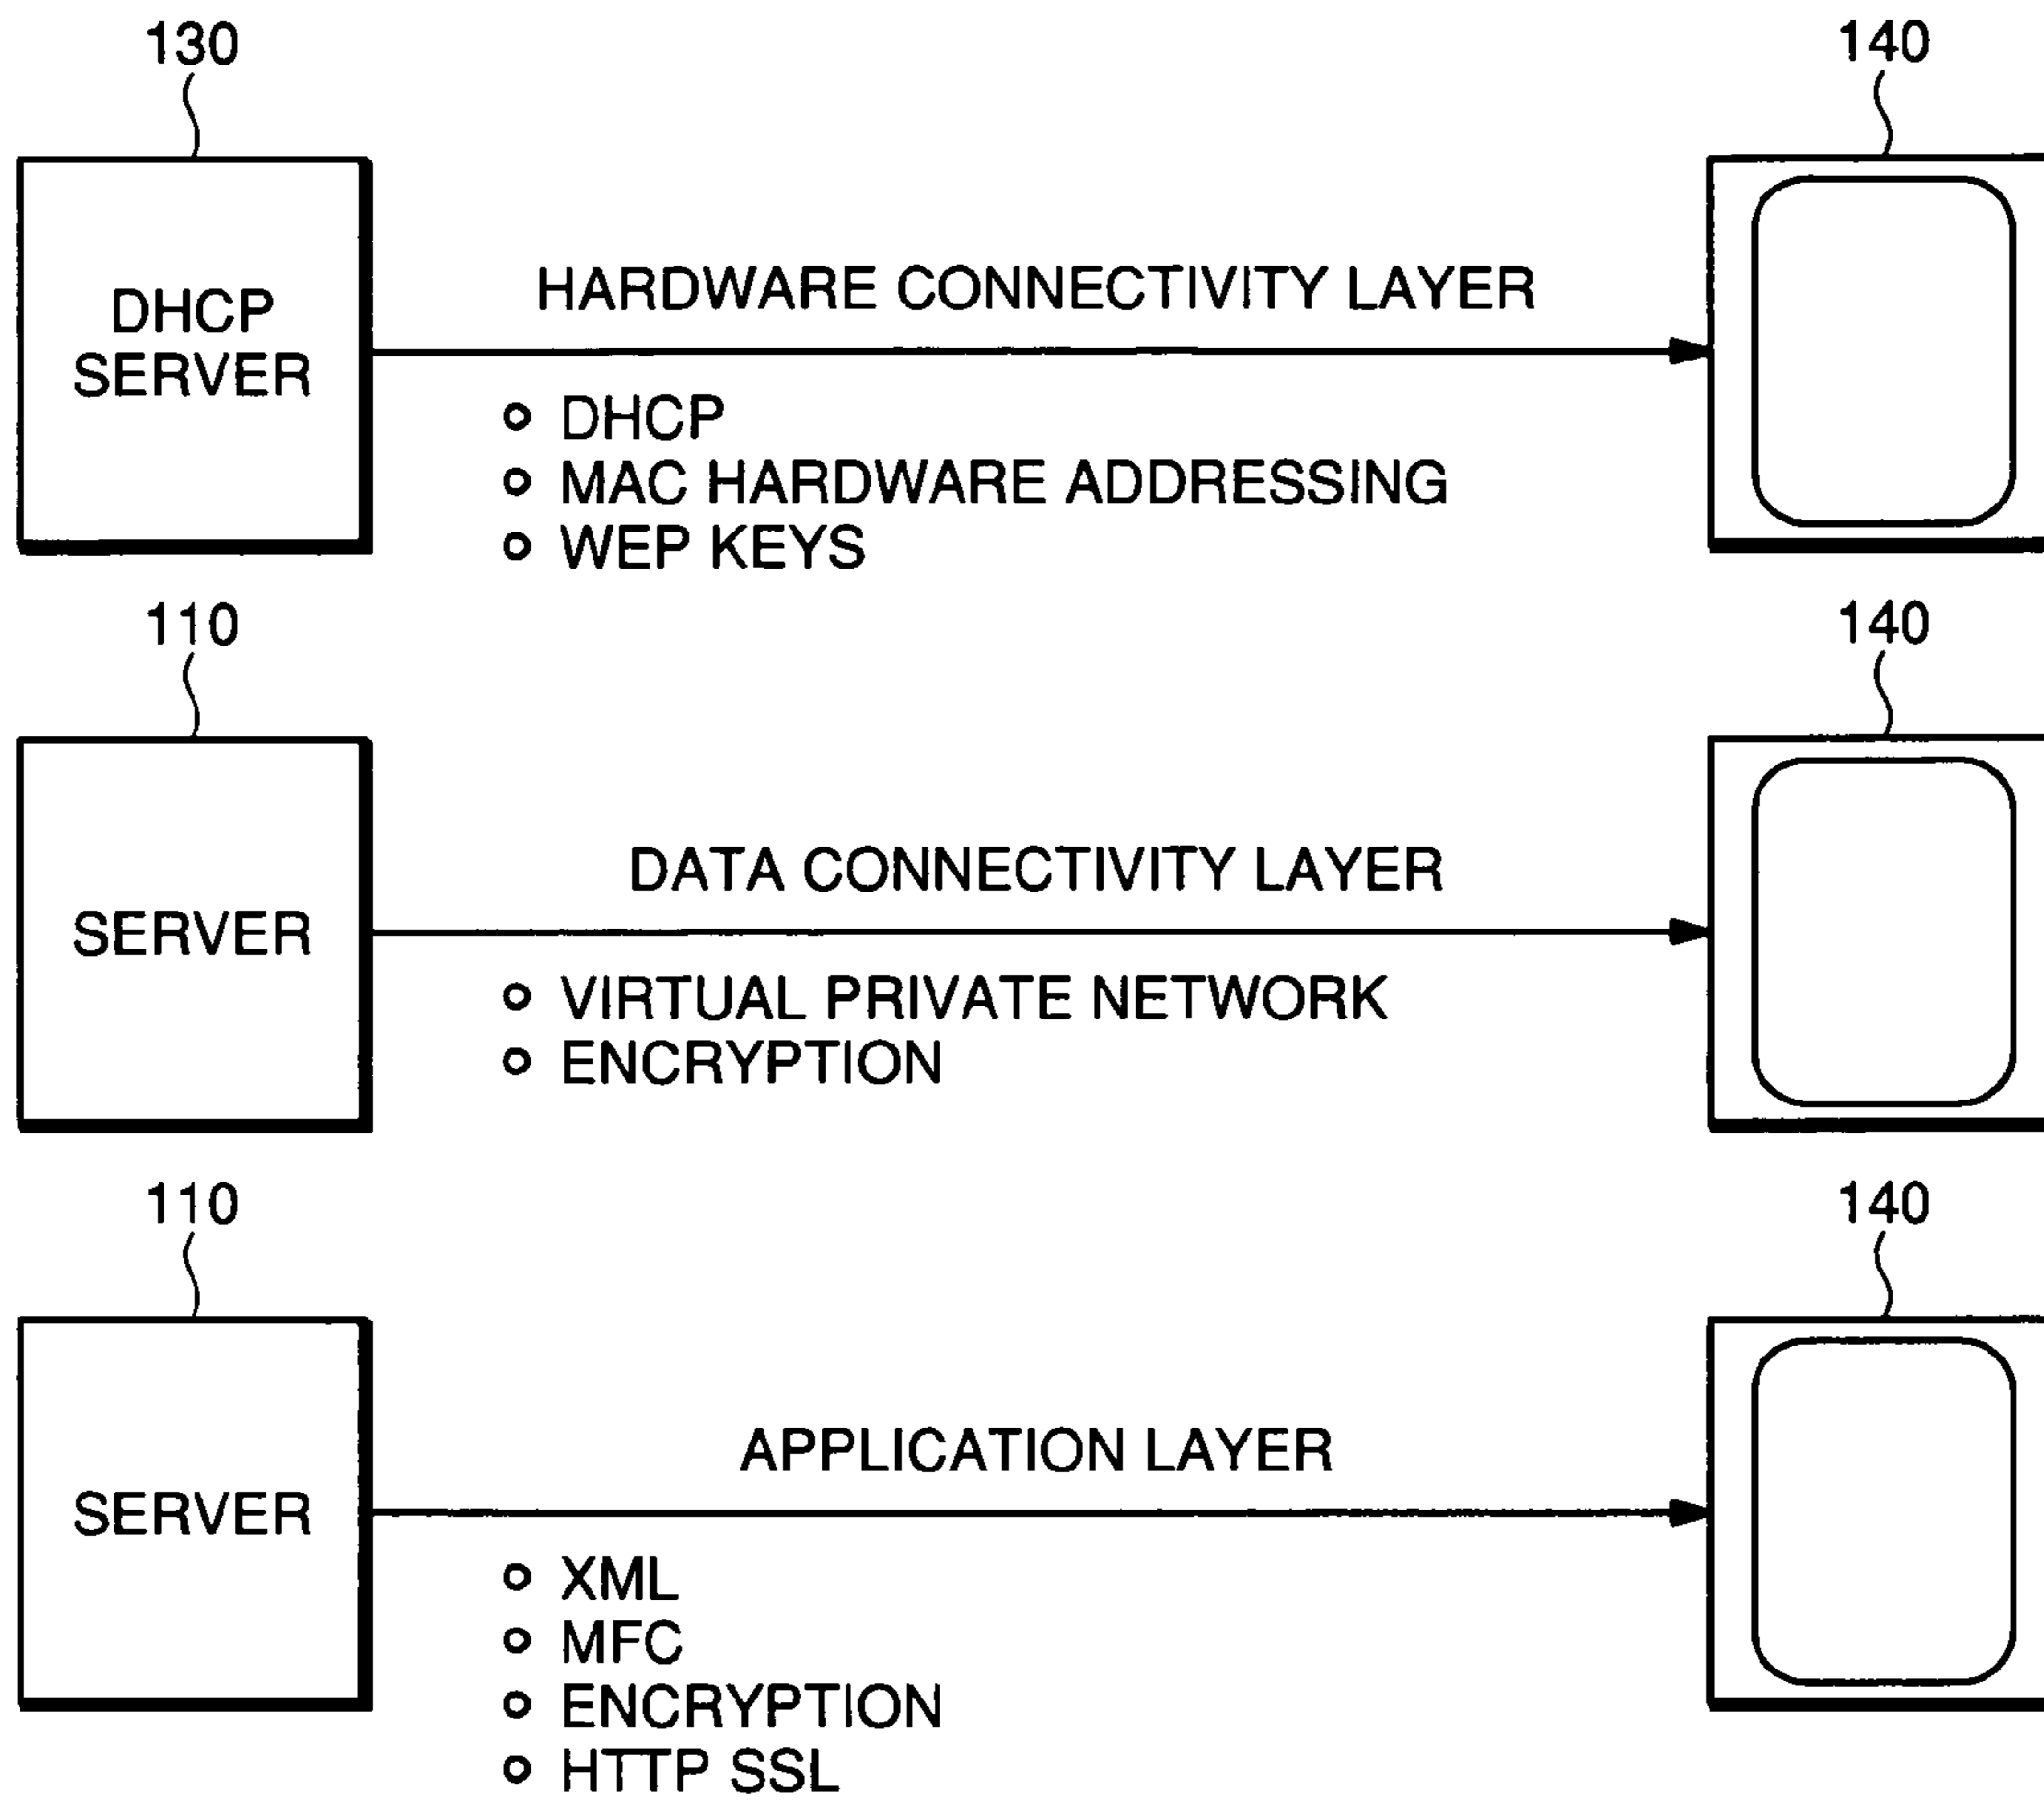 130
140
DHCP
SERVER
HARDWARE CONNECTIVITY LAYER
DHCP
MAC HARDWARE ADDRESSING
WEP KEYS
110
140
SERVER
DATA CONNECTIVITY LAYER
VIRTUAL PRIVATE NETWORK
ENCRYPTION
110
140
SERVER
APPLICATION LAYER
XML
MFC
ENCRYPTION
HTTP SSL